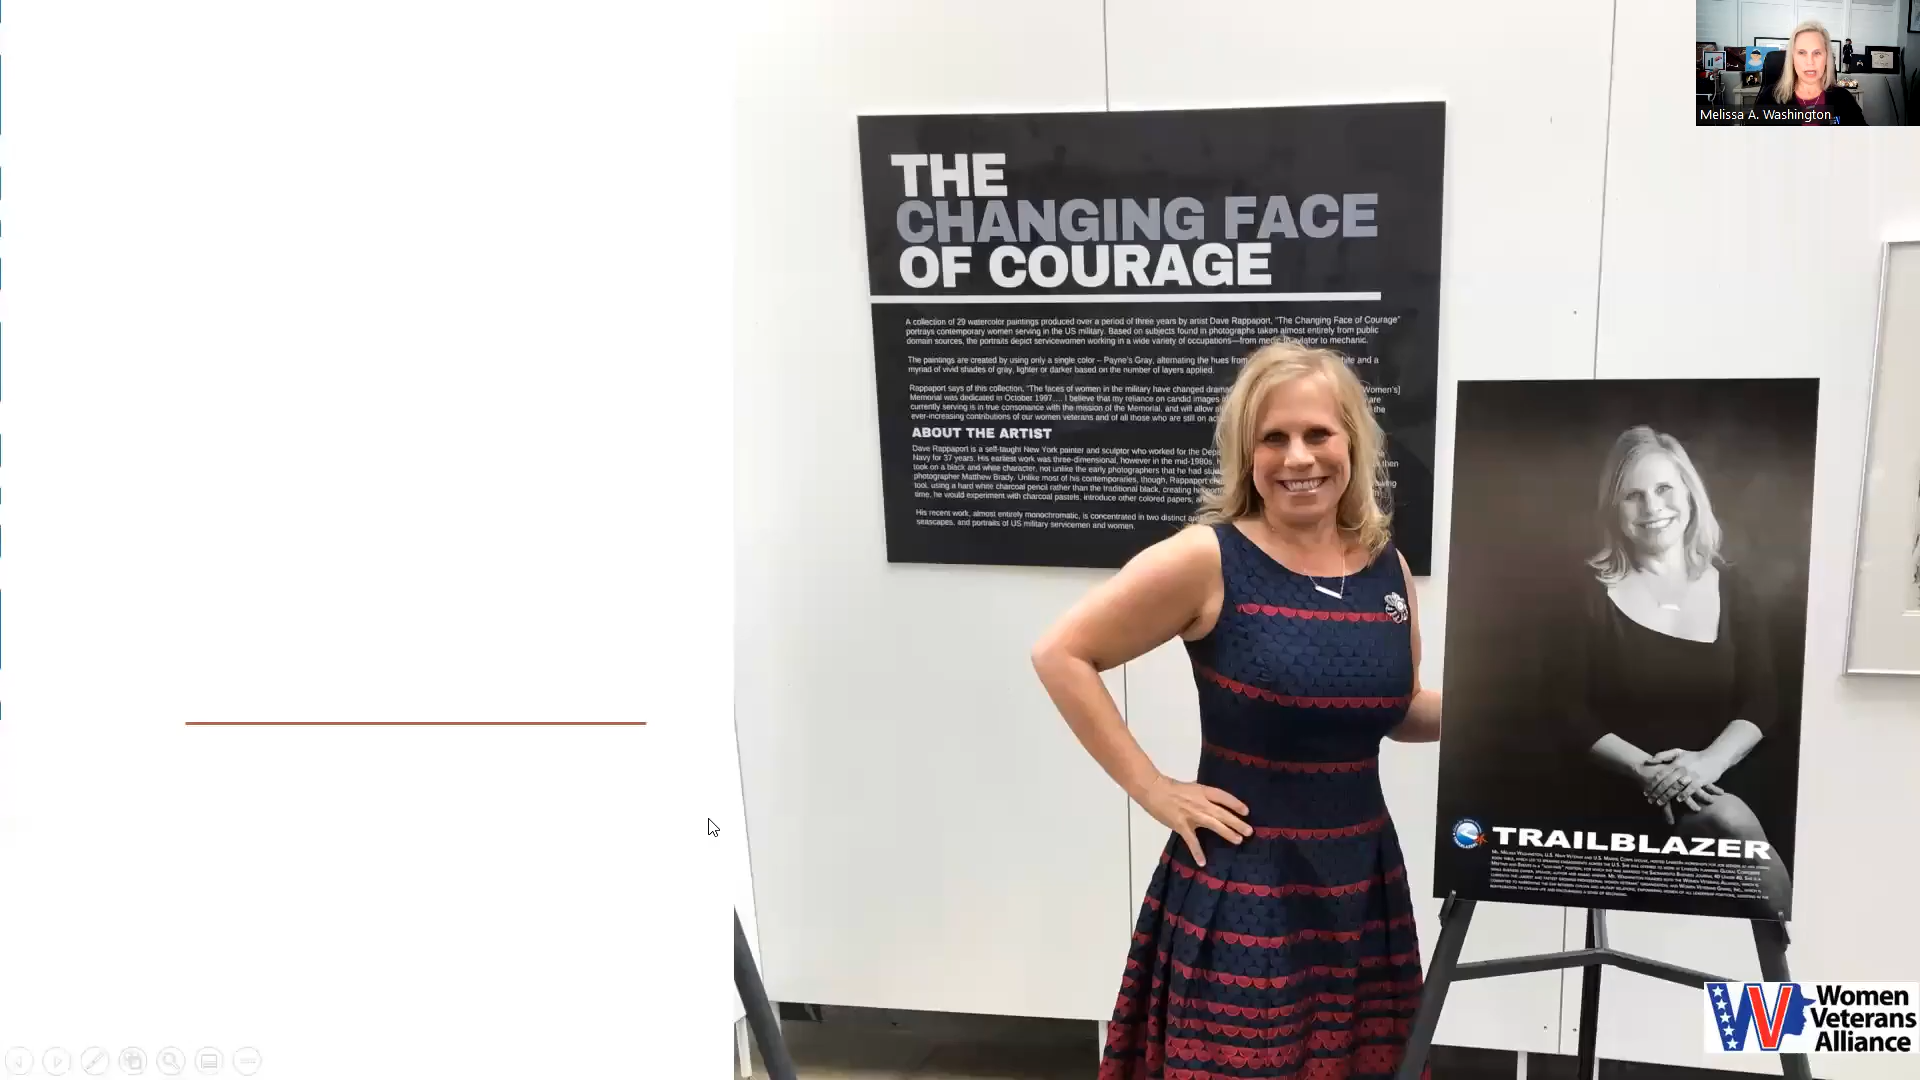 Melissa A. Washington
THE
CHANGING FACE
OF COURAGE
A collection of 29 watercolor paintings produced over a period of three years by artist Dave Rappaport, "The Changing Face of Courage"
portrays contemporary women serving in the US military. Based on subjects found in photographs taken almost entirely from public
domain sources, the portraits depict servicewomen working in a wide variety of occupations—from medic to aviator to mechanic.
The paintings are created by using only a single color – Payne's Gray, alternating the hues from and a
myriad of vivid shades of gray, lighter or darker based on the number of layers applied.
Rappaport says of this collection, "The faces of women in the military have changed Women's]
Memorial was dedicated in October 1997.... I believe that my reliance on candid images are
currently serving is in true consonance with the mission of the Memorial, and will allow the
ever-increasing contributions of our women veterans and of all those who are still on
ABOUT THE ARTIST
Dave Rappaport is a self-taught New York painter and sculptor who worked for the
Navy for 37 years. His earliest work was three-dimensional, however in the mid-1980s, then
took on a black and white character, not unlike the early photographers that he had
photographer Matthew Brady. Unlike most of his contemporaries, though, Rappaport
tool, using a hard white charcoal pencil rather than the traditional black, creating
time, he would experiment with charcoal pastels, introduce other colored papers,
His recent work, almost entirely monochromatic, is concentrated in two distinct
seascapes, and portraits of US military servicemen and women.
TRAILBLAZER
Women
Veterans
Alliance